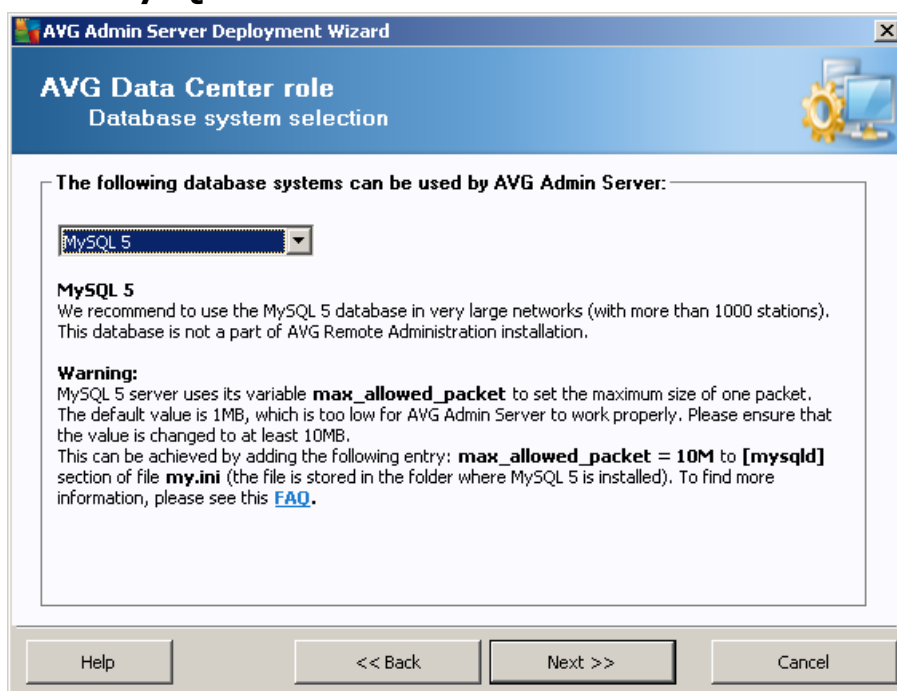 AVG Admin Server Deployment Wizard
AVG Data Center role
Database system selection
The following database systems can be used by AVG Admin Server:
MySQL 5
MySQL 5
We recommend to use the MySQL 5 database in very large networks (with more than 1000 stations).
This database is not a part of AVG Remote Administration installation.
Warning:
MySQL 5 server uses its variable max_allowed_packet to set the maximum size of one packet.
The default value is 1MB, which is too low for AVG Admin Server to work properly. Please ensure that
the value is changed to at least 10MB.
This can be achieved by adding the following entry: max_allowed_packet = 10M to [mysqld]
section of file my.ini (the file is stored in the folder where MySQL 5 is installed). To find more
information, please see this FAQ.
Help
<< Back
Next >>
Cancel